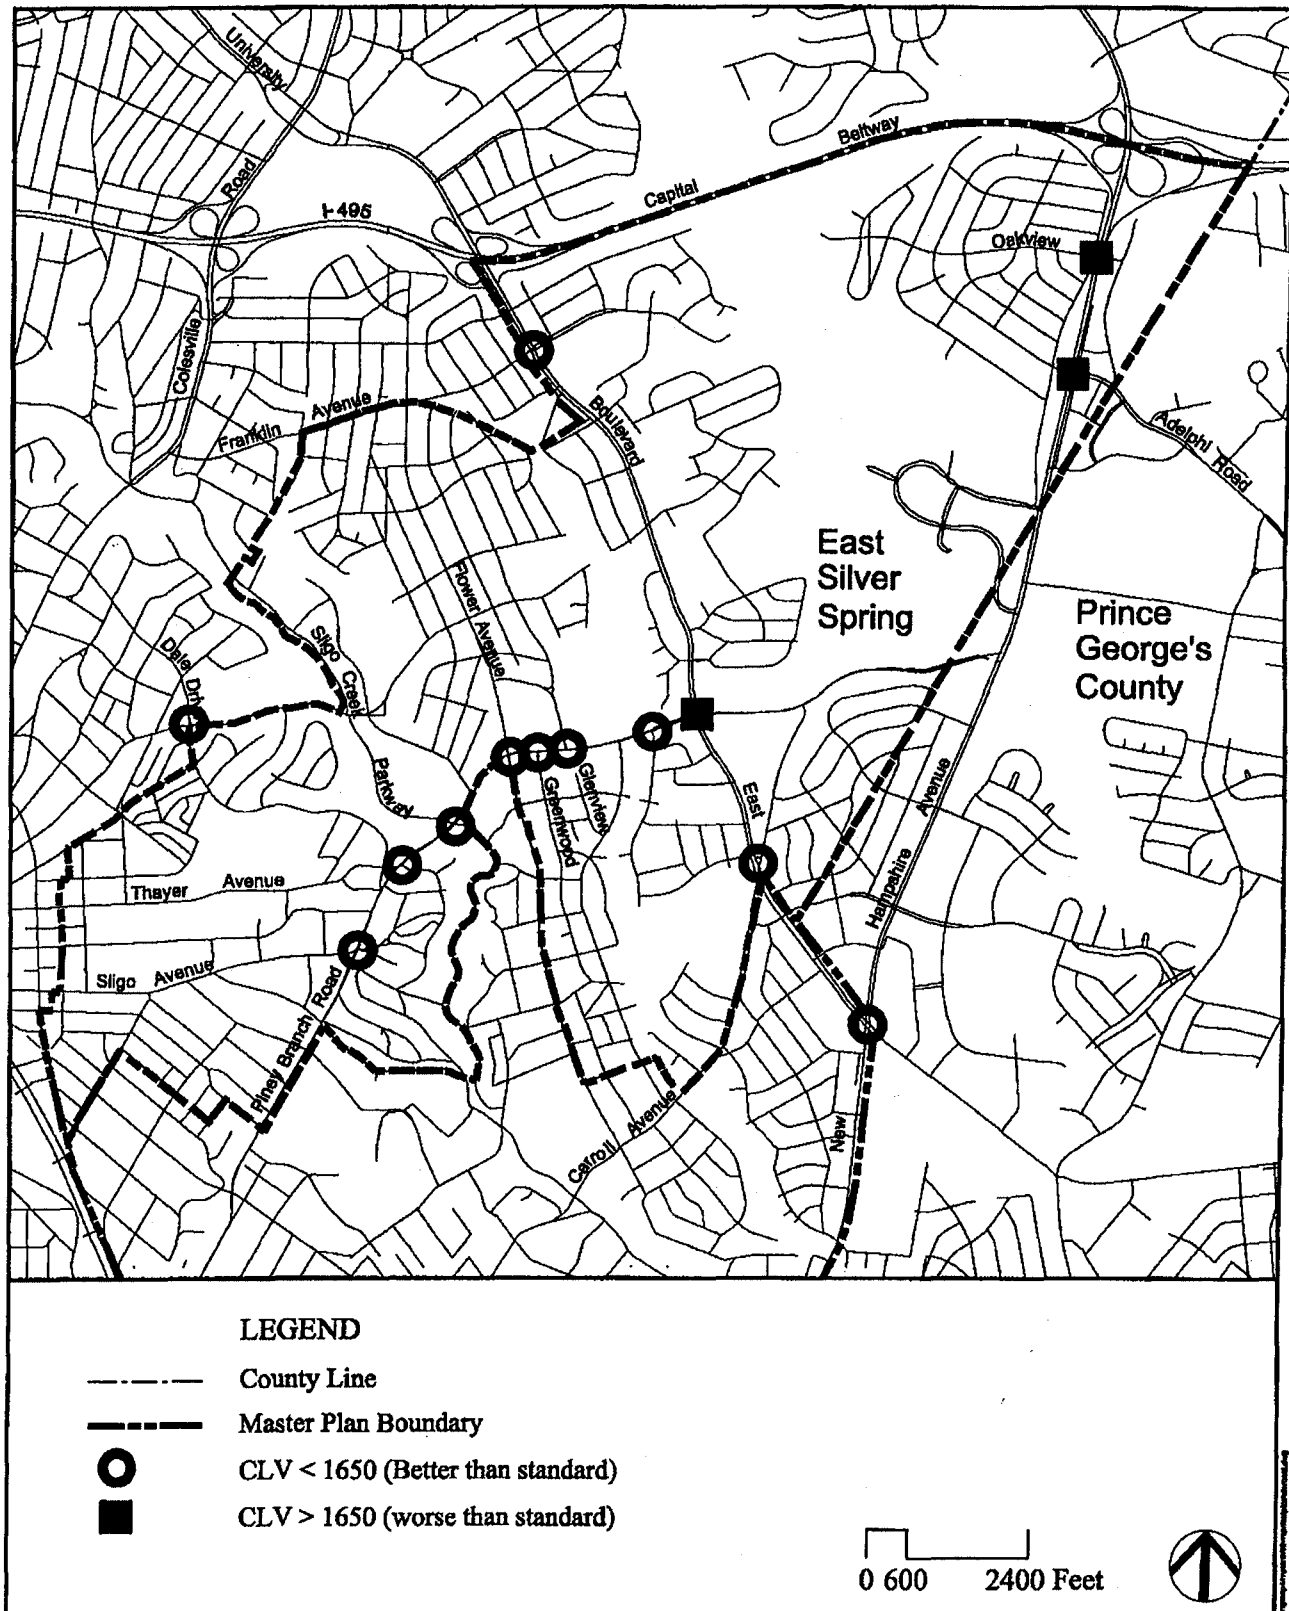 University
Road
Beltway
Capital
I-495
Oakview
Colesville
Avenue
Franklin
Boulevard
Adelphi Road
East
Silver
Spring
Flower Avenue
Prince
George's
County
Sligo Creek
Dale Drive
Parkway
Glenview
Greenwood
East
Avenue
Hampshire
Thayer Avenue
Sligo Avenue
Piney Branch Road
Carroll Avenue
New
LEGEND
County Line
Master Plan Boundary
CLV < 1650 (Better than standard)
CLV > 1650 (worse than standard)
0 600 2400 Feet